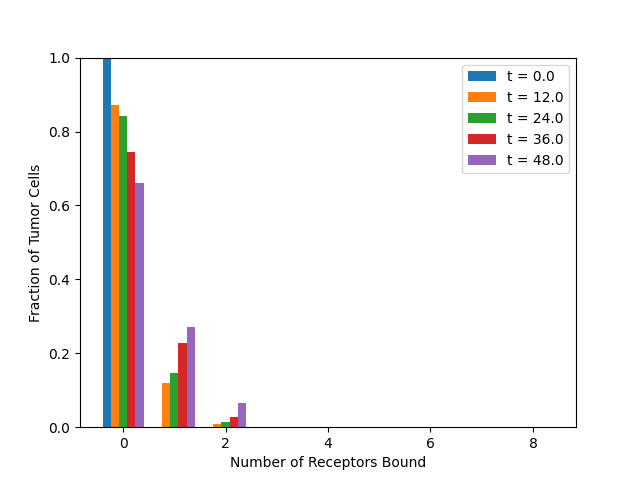 1.0
0.8
0.6
0.4
0.2
0.0
Fraction of Tumor Cells
t = 0.0
t = 12.0
t = 24.0
t = 36.0
t = 48.0
0 2 4 6 8
Number of Receptors Bound